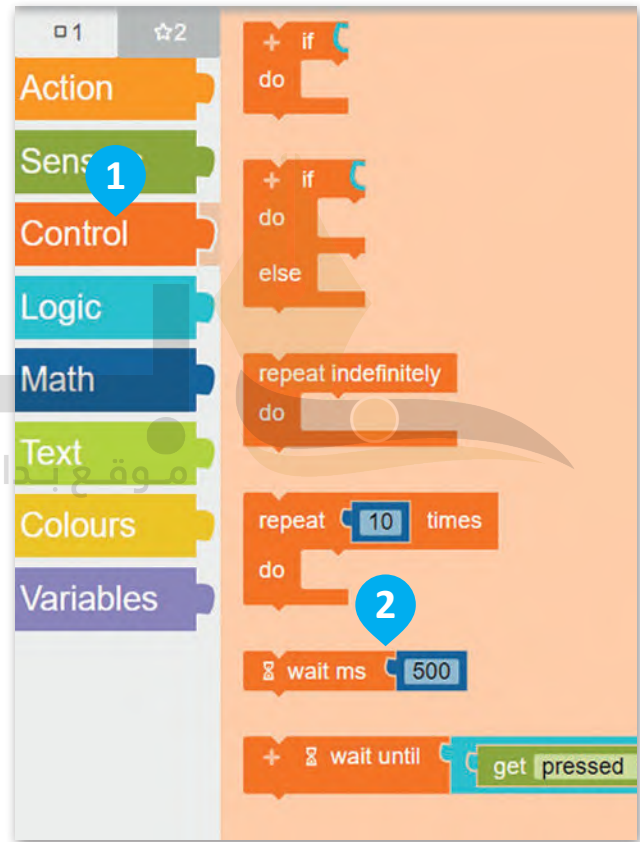 1
2
Action
Control
Logic
Math
Text
Colours
Variables
1
+ if
do
+ if
do
else
repeat indefinitely
do
repeat 10 times
do
2
wait ms 500
+ wait until get pressed